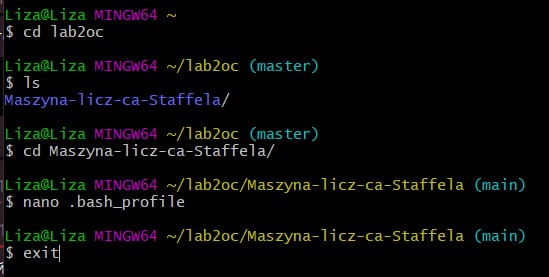 Liza@Liza MINGW64 ~
$ cd lab2oc
Liza@Liza MINGW64 ~/lab2oc (master)
$ ls
Maszyna-licz-ca-Staffela/
Liza@Liza MINGW64 ~/lab2oc (master)
$ cd Maszyna-licz-ca-Staffela/
Liza@Liza MINGW64 ~/lab2oc/Maszyna-licz-ca-Staffela (main)
$ nano .bash_profile
Liza@Liza MINGW64 ~/lab2oc/Maszyna-licz-ca-Staffela (main)
$ exit